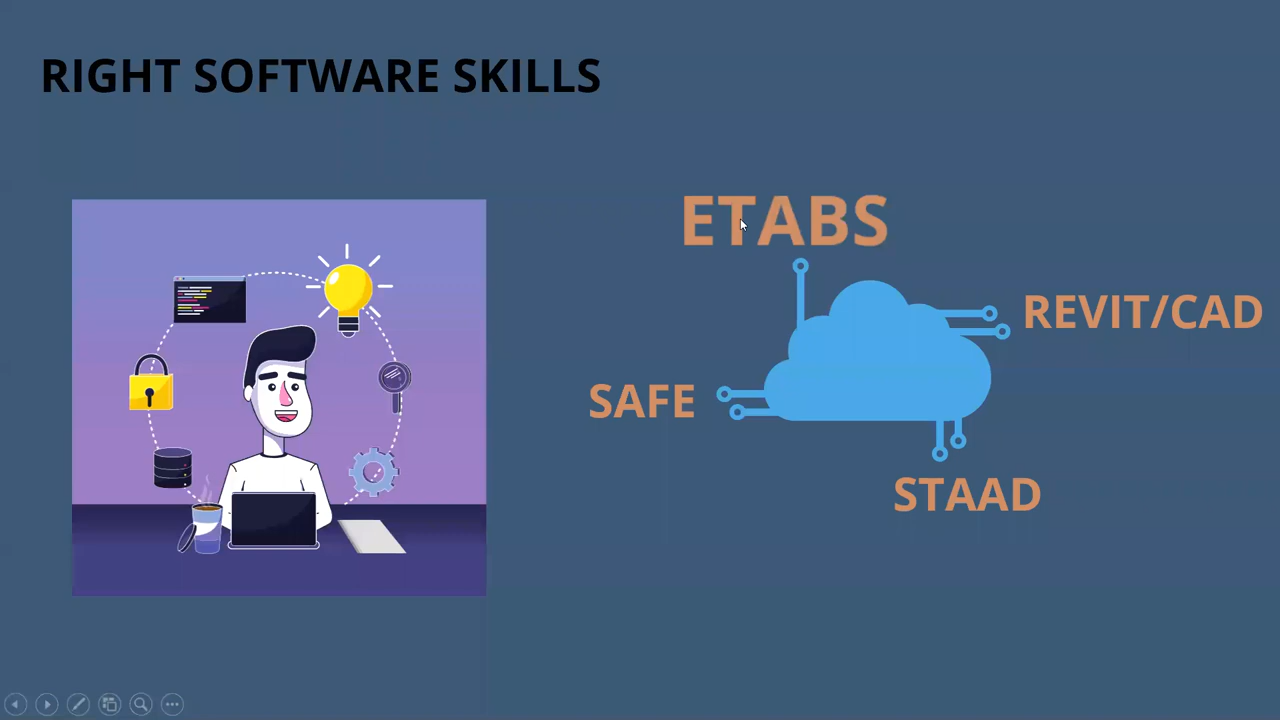 RIGHT SOFTWARE SKILLS
ETABS
REVIT/CAD
SAFE
STAAD